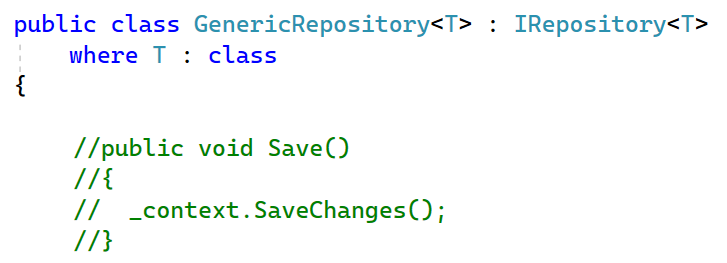 public class GenericRepository<T> : IRepository<T>
    where T : class
{
    //public void Save()
    //{
    //  _context.SaveChanges();
    //}